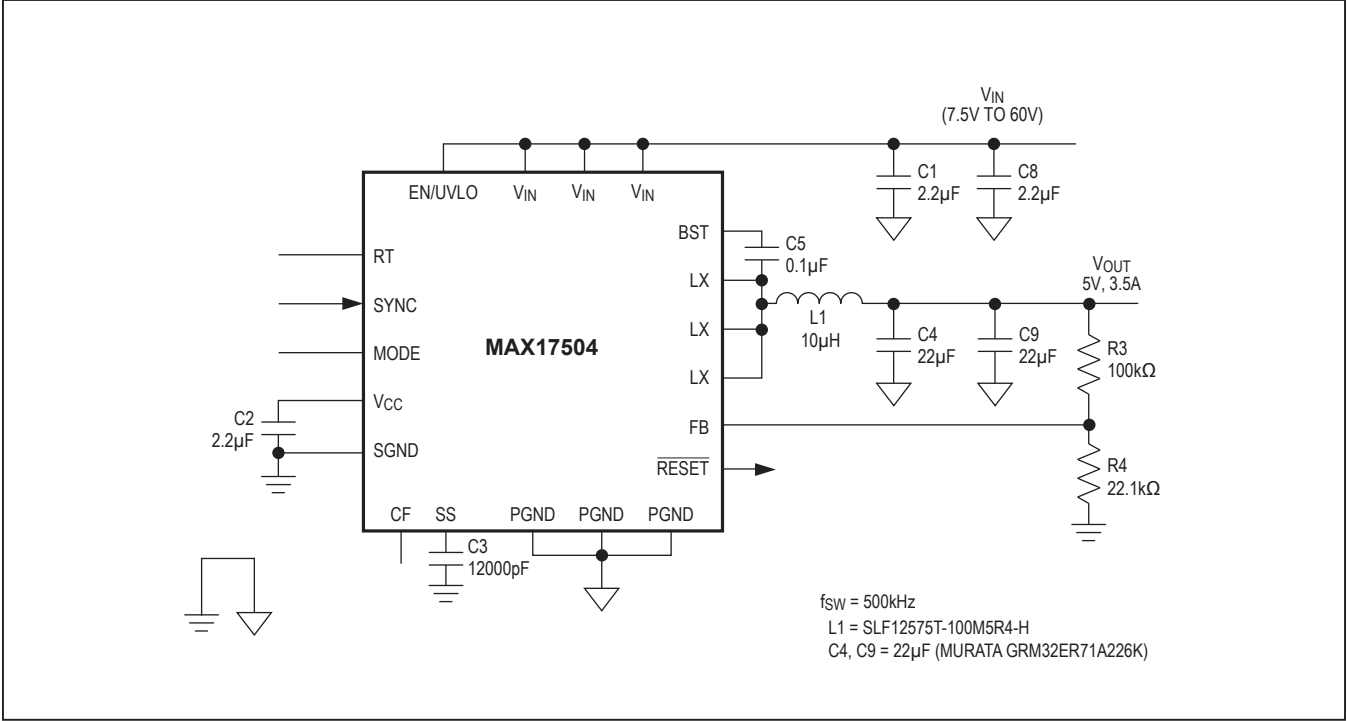 VIN
(7.5V TO 60V)
EN/UVLO
VIN
VIN
VIN
C1
2.2µF
C8
2.2µF
RT
SYNC
MODE
VCC
SGND
MAX17504
BST
LX
LX
LX
FB
RESET
C5
0.1µF
L1
10µH
VOUT
5V, 3.5A
C4
22µF
C9
22µF
R3
100kΩ
R4
22.1kΩ
C2
2.2µF
CF
SS
PGND
PGND
PGND
C3
12000pF
fSW = 500kHz
L1 = SLF12575T-100M5R4-H
C4, C9 = 22µF (MURATA GRM32ER71A226K)